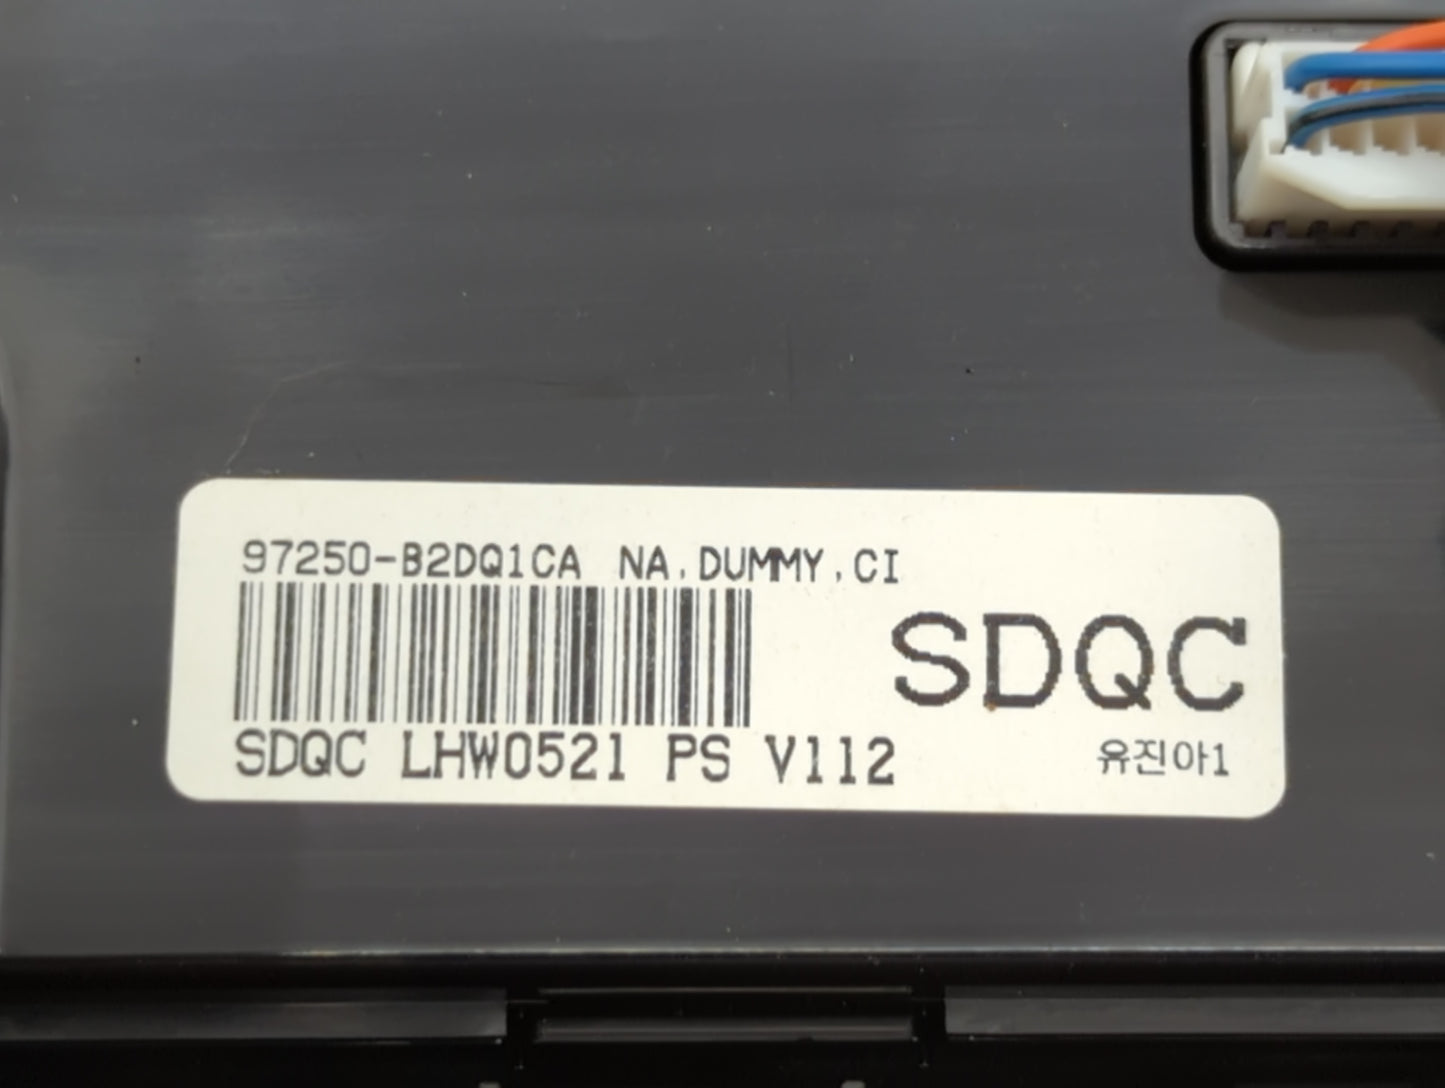 97250-B2DQ1CA NA.DUMMY.CI
SDQC
SDQC LHW0521 PS V112
유진아1